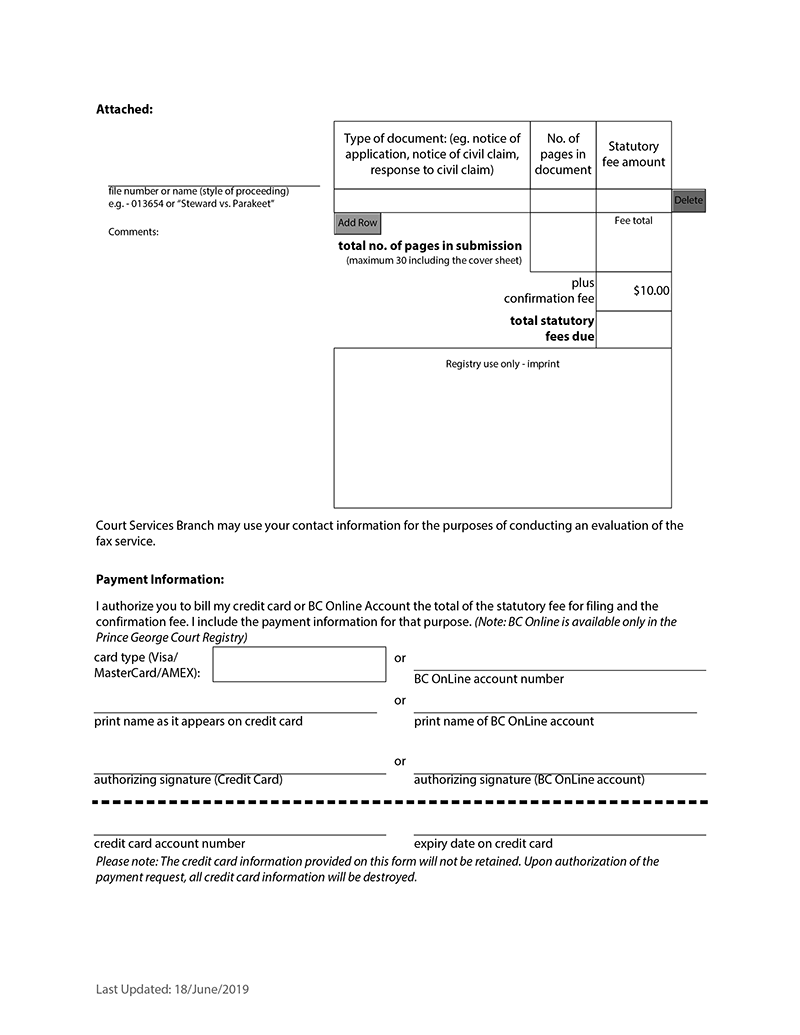 Attached:
Type of document: (eg. notice of
application, notice of civil claim,
response to civil claim)
No. of
pages in
document
Statutory
fee amount
file number or name (style of proceeding)
e.g. - 013654 or "Steward vs. Parakeet"
Delete
Comments:
Add Row
Fee total
total no. of pages in submission
(maximum 30 including the cover sheet)
plus
confirmation fee
$10.00
total statutory
fees due
Registry use only - imprint
Court Services Branch may use your contact information for the purposes of conducting an evaluation of the
fax service.
Payment Information:
I authorize you to bill my credit card or BC Online Account the total of the statutory fee for filing and the
confirmation fee. I include the payment information for that purpose. (Note: BC Online is available only in the
Prince George Court Registry)
card type (Visa/
MasterCard/AMEX):
or
BC OnLine account number
or
print name as it appears on credit card
print name of BC OnLine account
or
authorizing signature (Credit Card)
authorizing signature (BC OnLine account)
credit card account number
expiry date on credit card
Please note: The credit card information provided on this form will not be retained. Upon authorization of the
payment request, all credit card information will be destroyed.
Last Updated: 18/June/2019